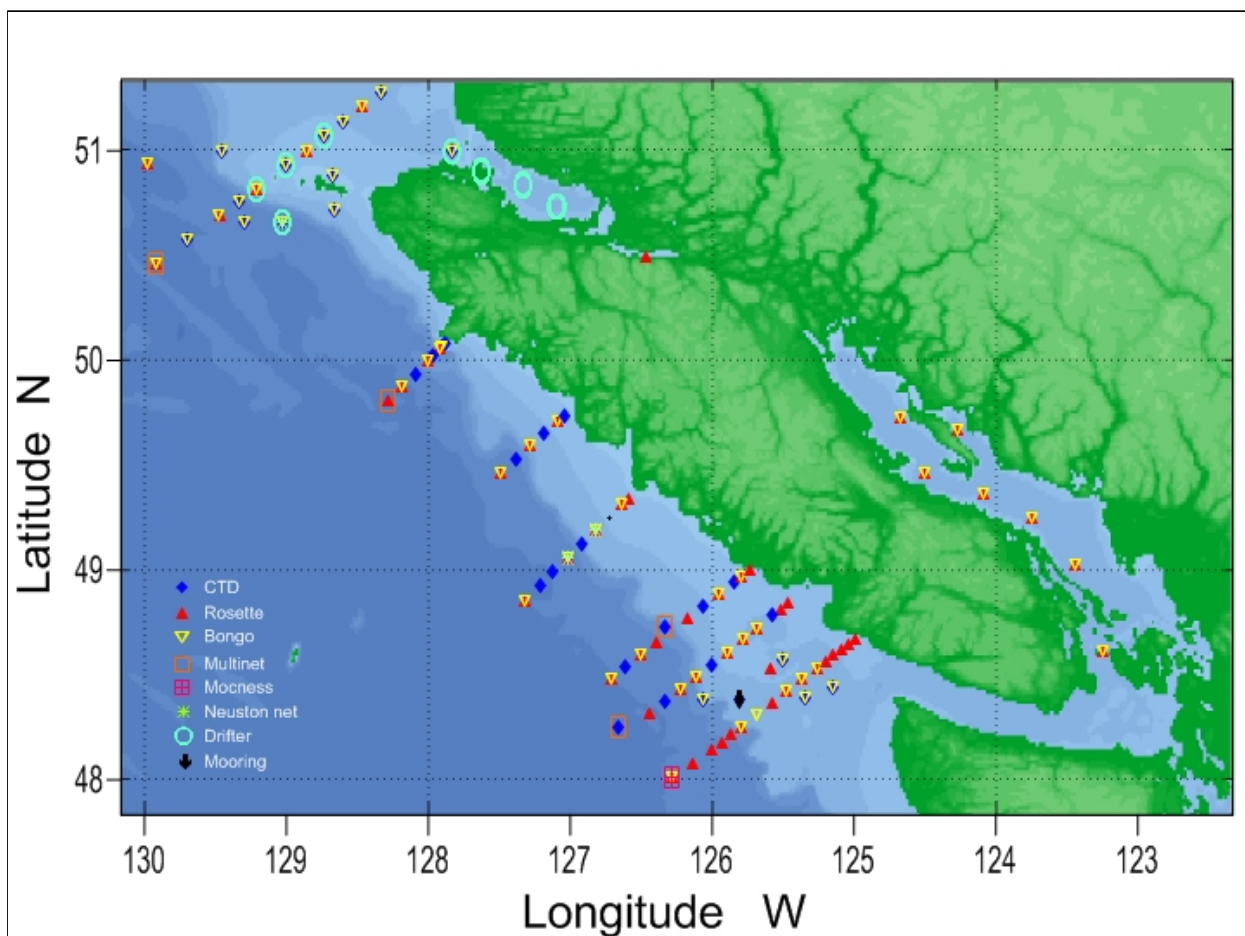 51
50
49
48
Latitude N
CTD
Rosette
Bongo
Multinet
Mocness
Neuston net
Drifter
Mooring
130 129 128 127 126 125 124 123
Longitude W